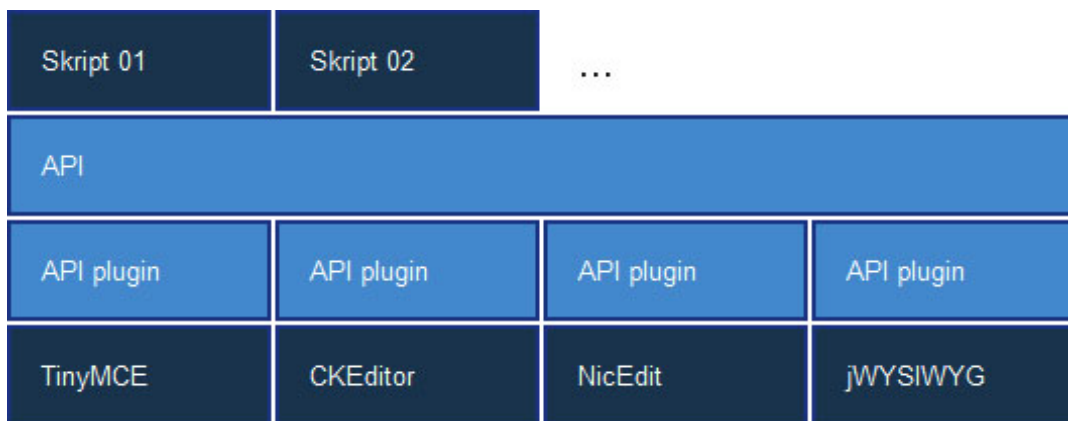 Skript 01
Skript 02
...
API
API plugin
API plugin
API plugin
API plugin
TinyMCE
CKEditor
NicEdit
jWYSIWYG